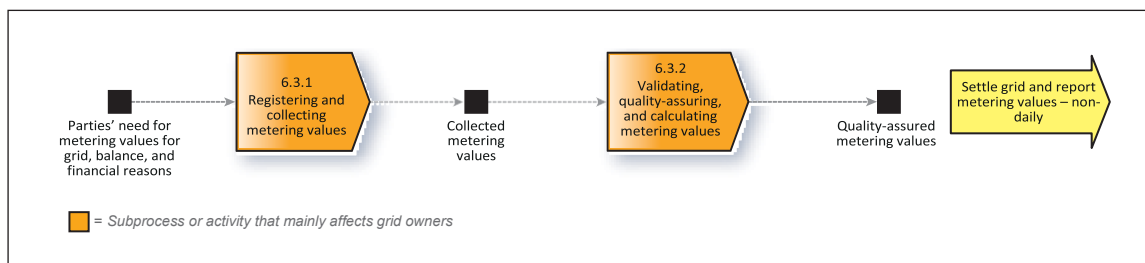 Parties’ need for
metering values for
grid, balance, and
financial reasons
6.3.1
Registering and
collecting
metering values
Collected
metering
values
6.3.2
Validating,
quality-assuring,
and calculating
metering values
Quality-assured
metering values
Settle grid and report
metering values – non-
daily
= Subprocess or activity that mainly affects grid owners